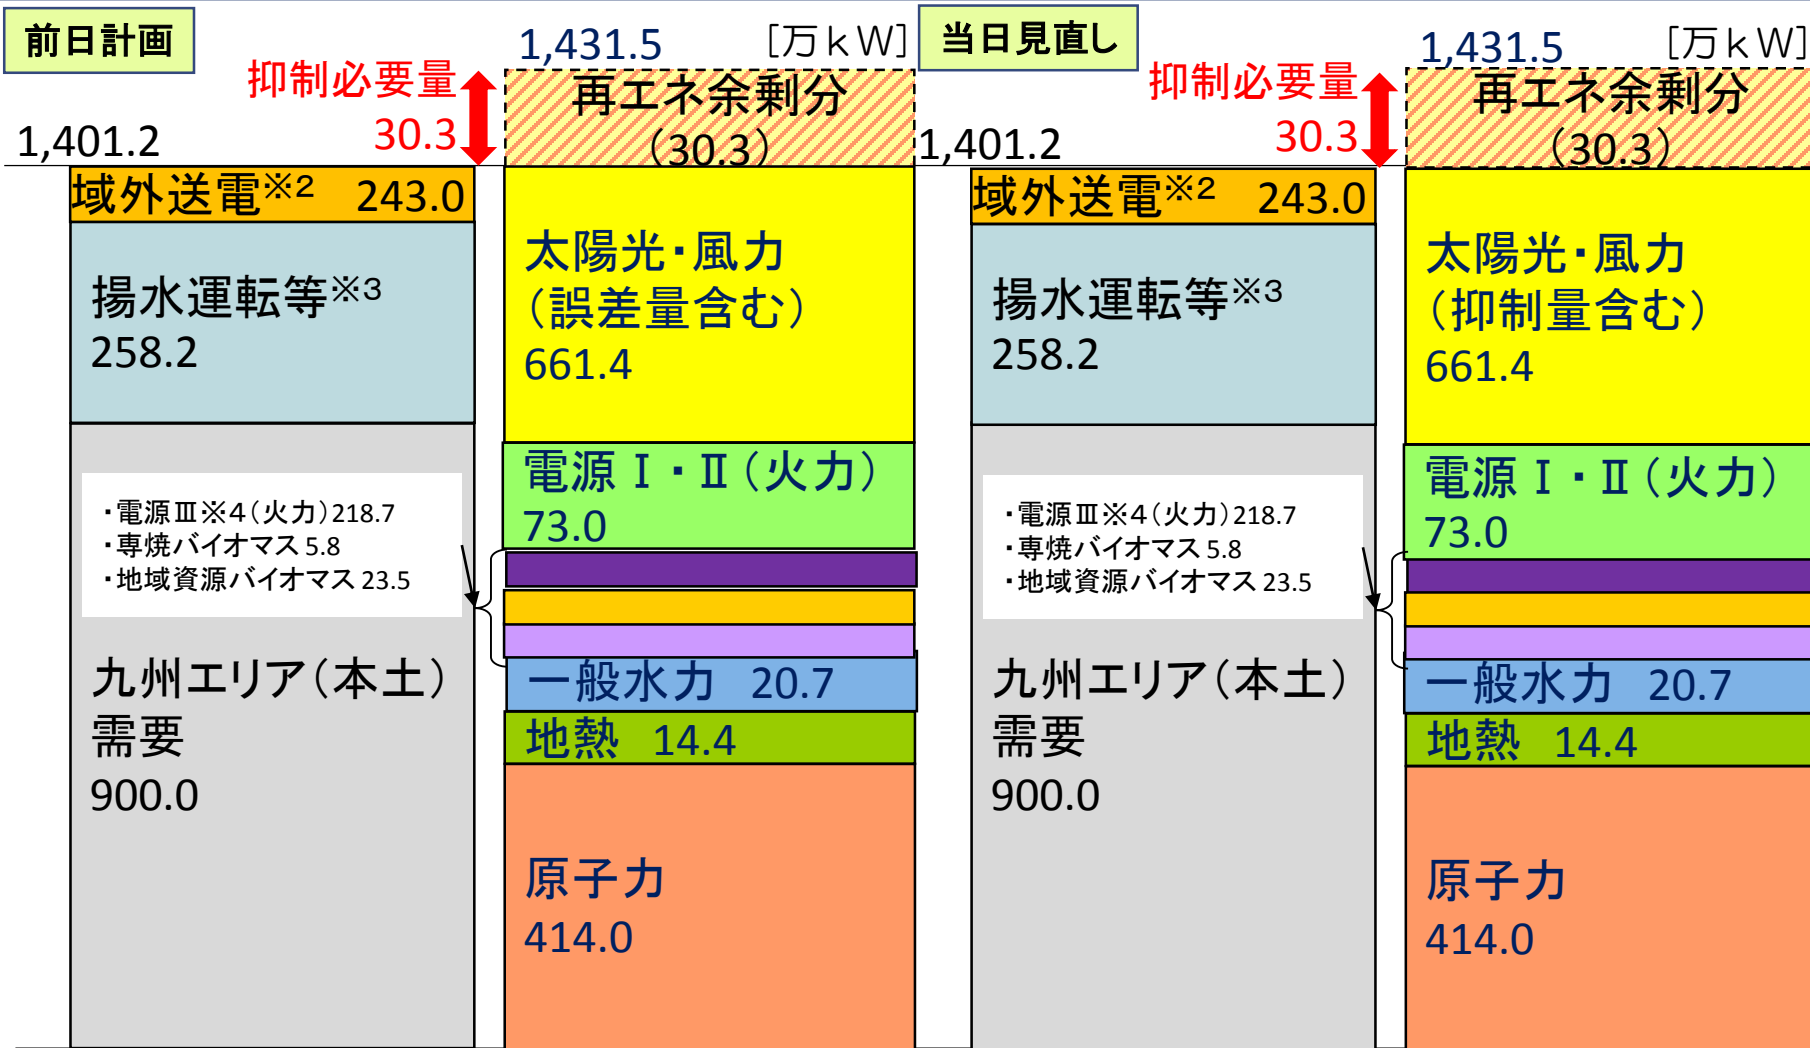 前日計画
1,431.5 [万kW]
抑制必要量
30.3
再エネ余剰分
(30.3)
1,401.2
域外送電※2 243.0
揚水運転等※3
258.2
太陽光・風力
(誤差量含む)
661.4
電源Ⅰ・Ⅱ(火力)
73.0
・電源Ⅲ※4(火力)218.7
・専焼バイオマス 5.8
・地域資源バイオマス 23.5
九州エリア(本土)
需要
900.0
一般水力 20.7
地熱 14.4
原子力
414.0
当日見直し
1,431.5 [万kW]
抑制必要量
30.3
再エネ余剰分
(30.3)
1,401.2
域外送電※2 243.0
揚水運転等※3
258.2
太陽光・風力
(抑制量含む)
661.4
電源Ⅰ・Ⅱ(火力)
73.0
・電源Ⅲ※4(火力)218.7
・専焼バイオマス 5.8
・地域資源バイオマス 23.5
九州エリア(本土)
需要
900.0
一般水力 20.7
地熱 14.4
原子力
414.0